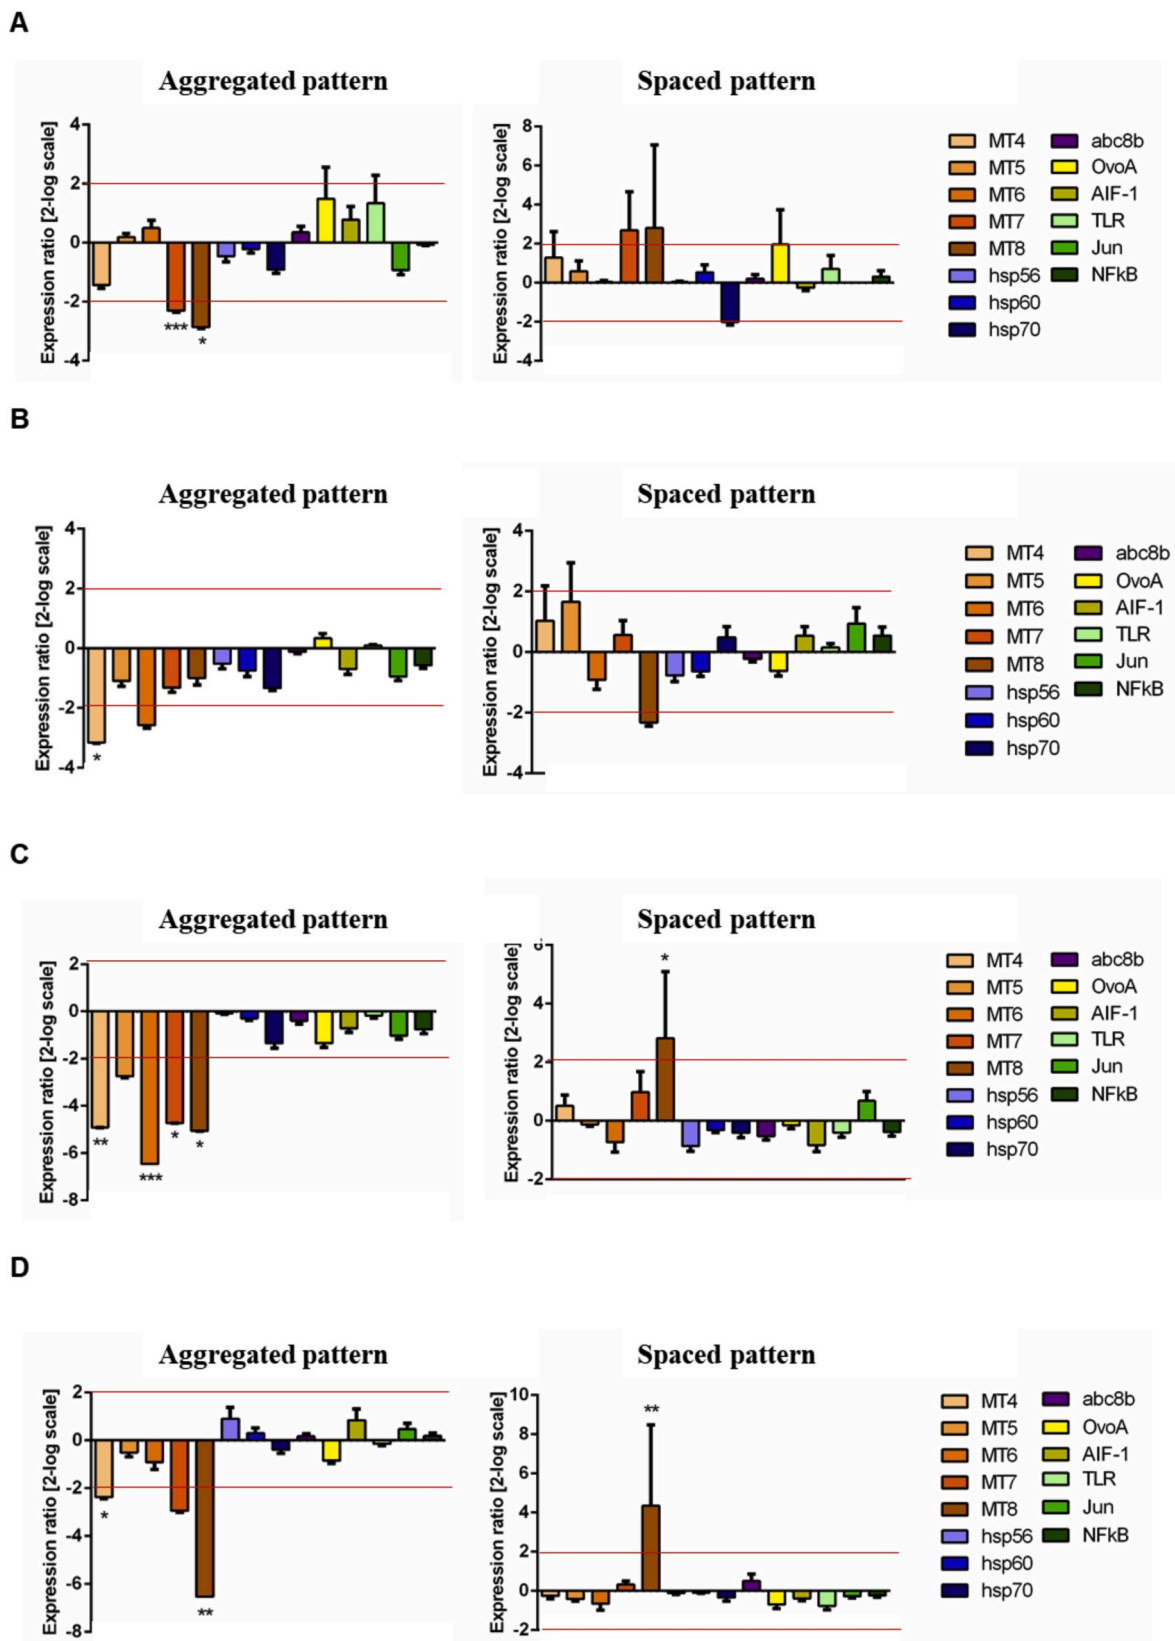 A
Aggregated pattern
Spaced pattern
Expression ratio [2-log scale]
4
2
0
-2
-4
***
*
Expression ratio [2-log scale]
8
6
4
2
0
-2
-4
MT4 abc8b
MT5 OvoA
MT6 AIF-1
MT7 TLR
MT8 Jun
hsp56 NFkB
hsp60
hsp70
B
Aggregated pattern
Spaced pattern
Expression ratio [2-log scale]
4
2
0
-2
-4
*
Expression ratio [2-log scale]
4
2
0
-2
-4
MT4 abc8b
MT5 OvoA
MT6 AIF-1
MT7 TLR
MT8 Jun
hsp56 NFkB
hsp60
hsp70
C
Aggregated pattern
Spaced pattern
Expression ratio [2-log scale]
2
0
-2
-4
-6
-8
**
***
*
*
Expression ratio [2-log scale]
6
4
2
0
-2
*
MT4 abc8b
MT5 OvoA
MT6 AIF-1
MT7 TLR
MT8 Jun
hsp56 NFkB
hsp60
hsp70
D
Aggregated pattern
Spaced pattern
Expression ratio [2-log scale]
2
0
-2
-4
-6
-8
*
**
Expression ratio [2-log scale]
10
8
6
4
2
0
-2
**
MT4 abc8b
MT5 OvoA
MT6 AIF-1
MT7 TLR
MT8 Jun
hsp56 NFkB
hsp60
hsp70